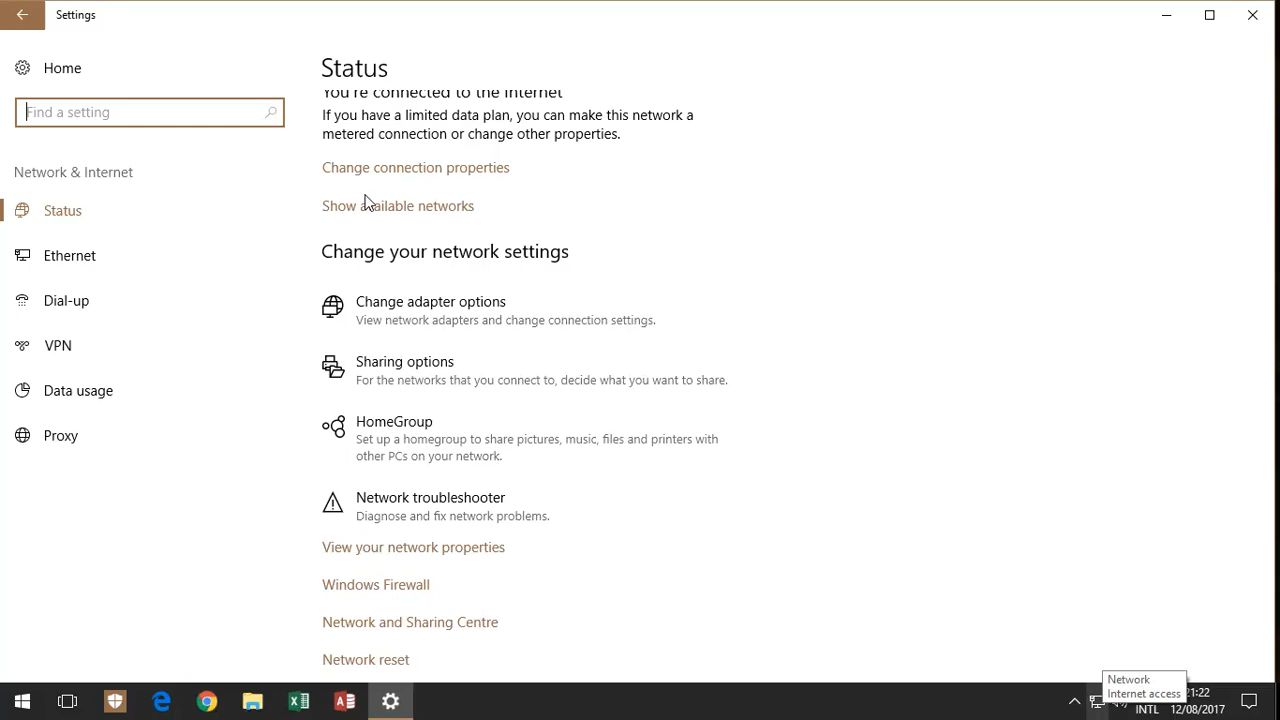 Settings
Home
Find a setting
Network & Internet
Status
Ethernet
Dial-up
VPN
Data usage
Proxy
Status
You're connected to the Internet
If you have a limited data plan, you can make this network a
metered connection or change other properties.
Change connection properties
Show available networks
Change your network settings
Change adapter options
View network adapters and change connection settings.
Sharing options
For the networks that you connect to, decide what you want to share.
HomeGroup
Set up a homegroup to share pictures, music, files and printers with
other PCs on your network.
Network troubleshooter
Diagnose and fix network problems.
View your network properties
Windows Firewall
Network and Sharing Centre
Network reset
Network
Internet access
INTL
21:22
12/08/2017